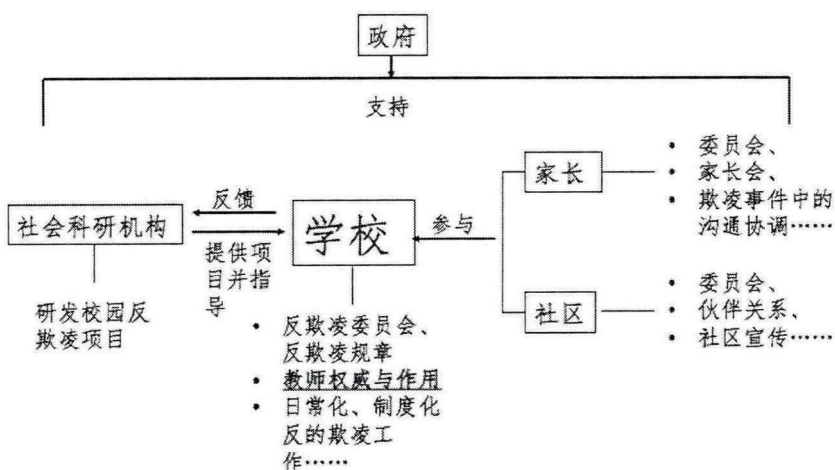 政府
支持
社会科研机构
研发校园反
欺凌项目
反馈
提供项
目并指
导
学校
• 反欺凌委员会、
反欺凌规章
• 教师权威与作用
• 日常化、制度化
反的欺凌工
作……
参与
家长
• 委员会、
• 家长会、
• 欺凌事件中的
沟通协调……
社区
• 委员会、
• 伙伴关系、
• 社区宣传……